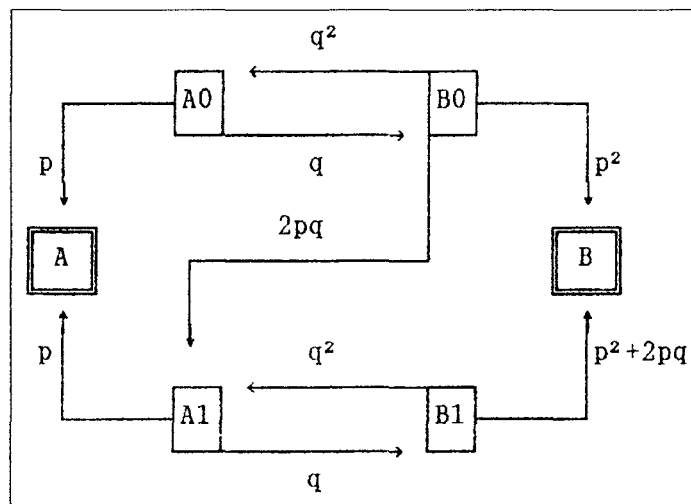 q²
A0 B0
p q p²
2pq
A B
p q² p²+2pq
A1 B1
q